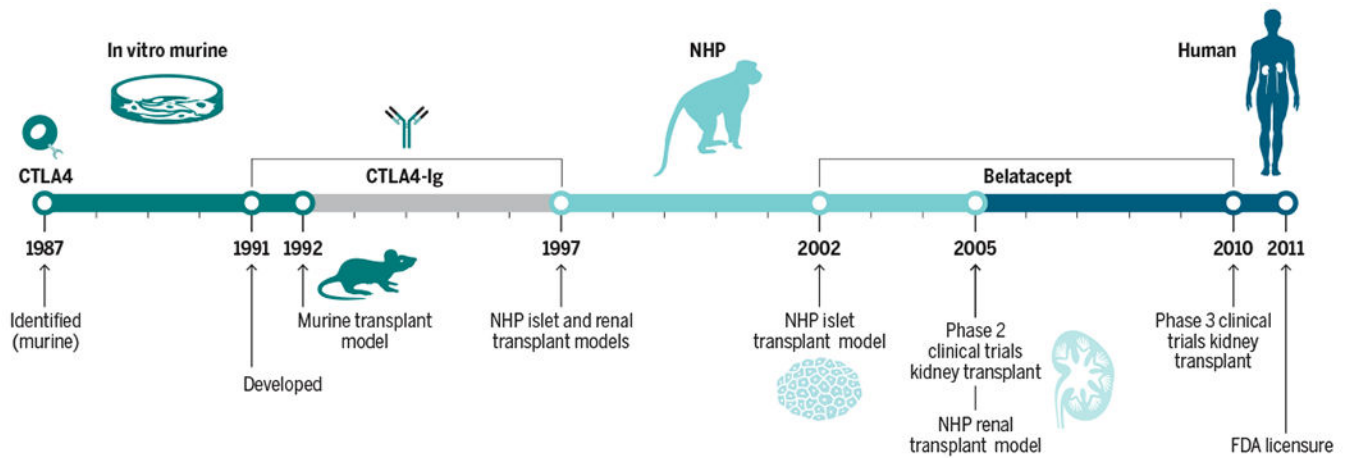 In vitro murine
NHP
Human
CTLA4
CTLA4-Ig
Belatacept
1987
1991
1992
1997
2002
2005
2010
2011
Identified
(murine)
Developed
Murine transplant
model
NHP islet and renal
transplant models
NHP islet
transplant model
Phase 2
clinical trials
kidney transplant
NHP renal
transplant model
Phase 3 clinical
trials kidney
transplant
FDA licensure